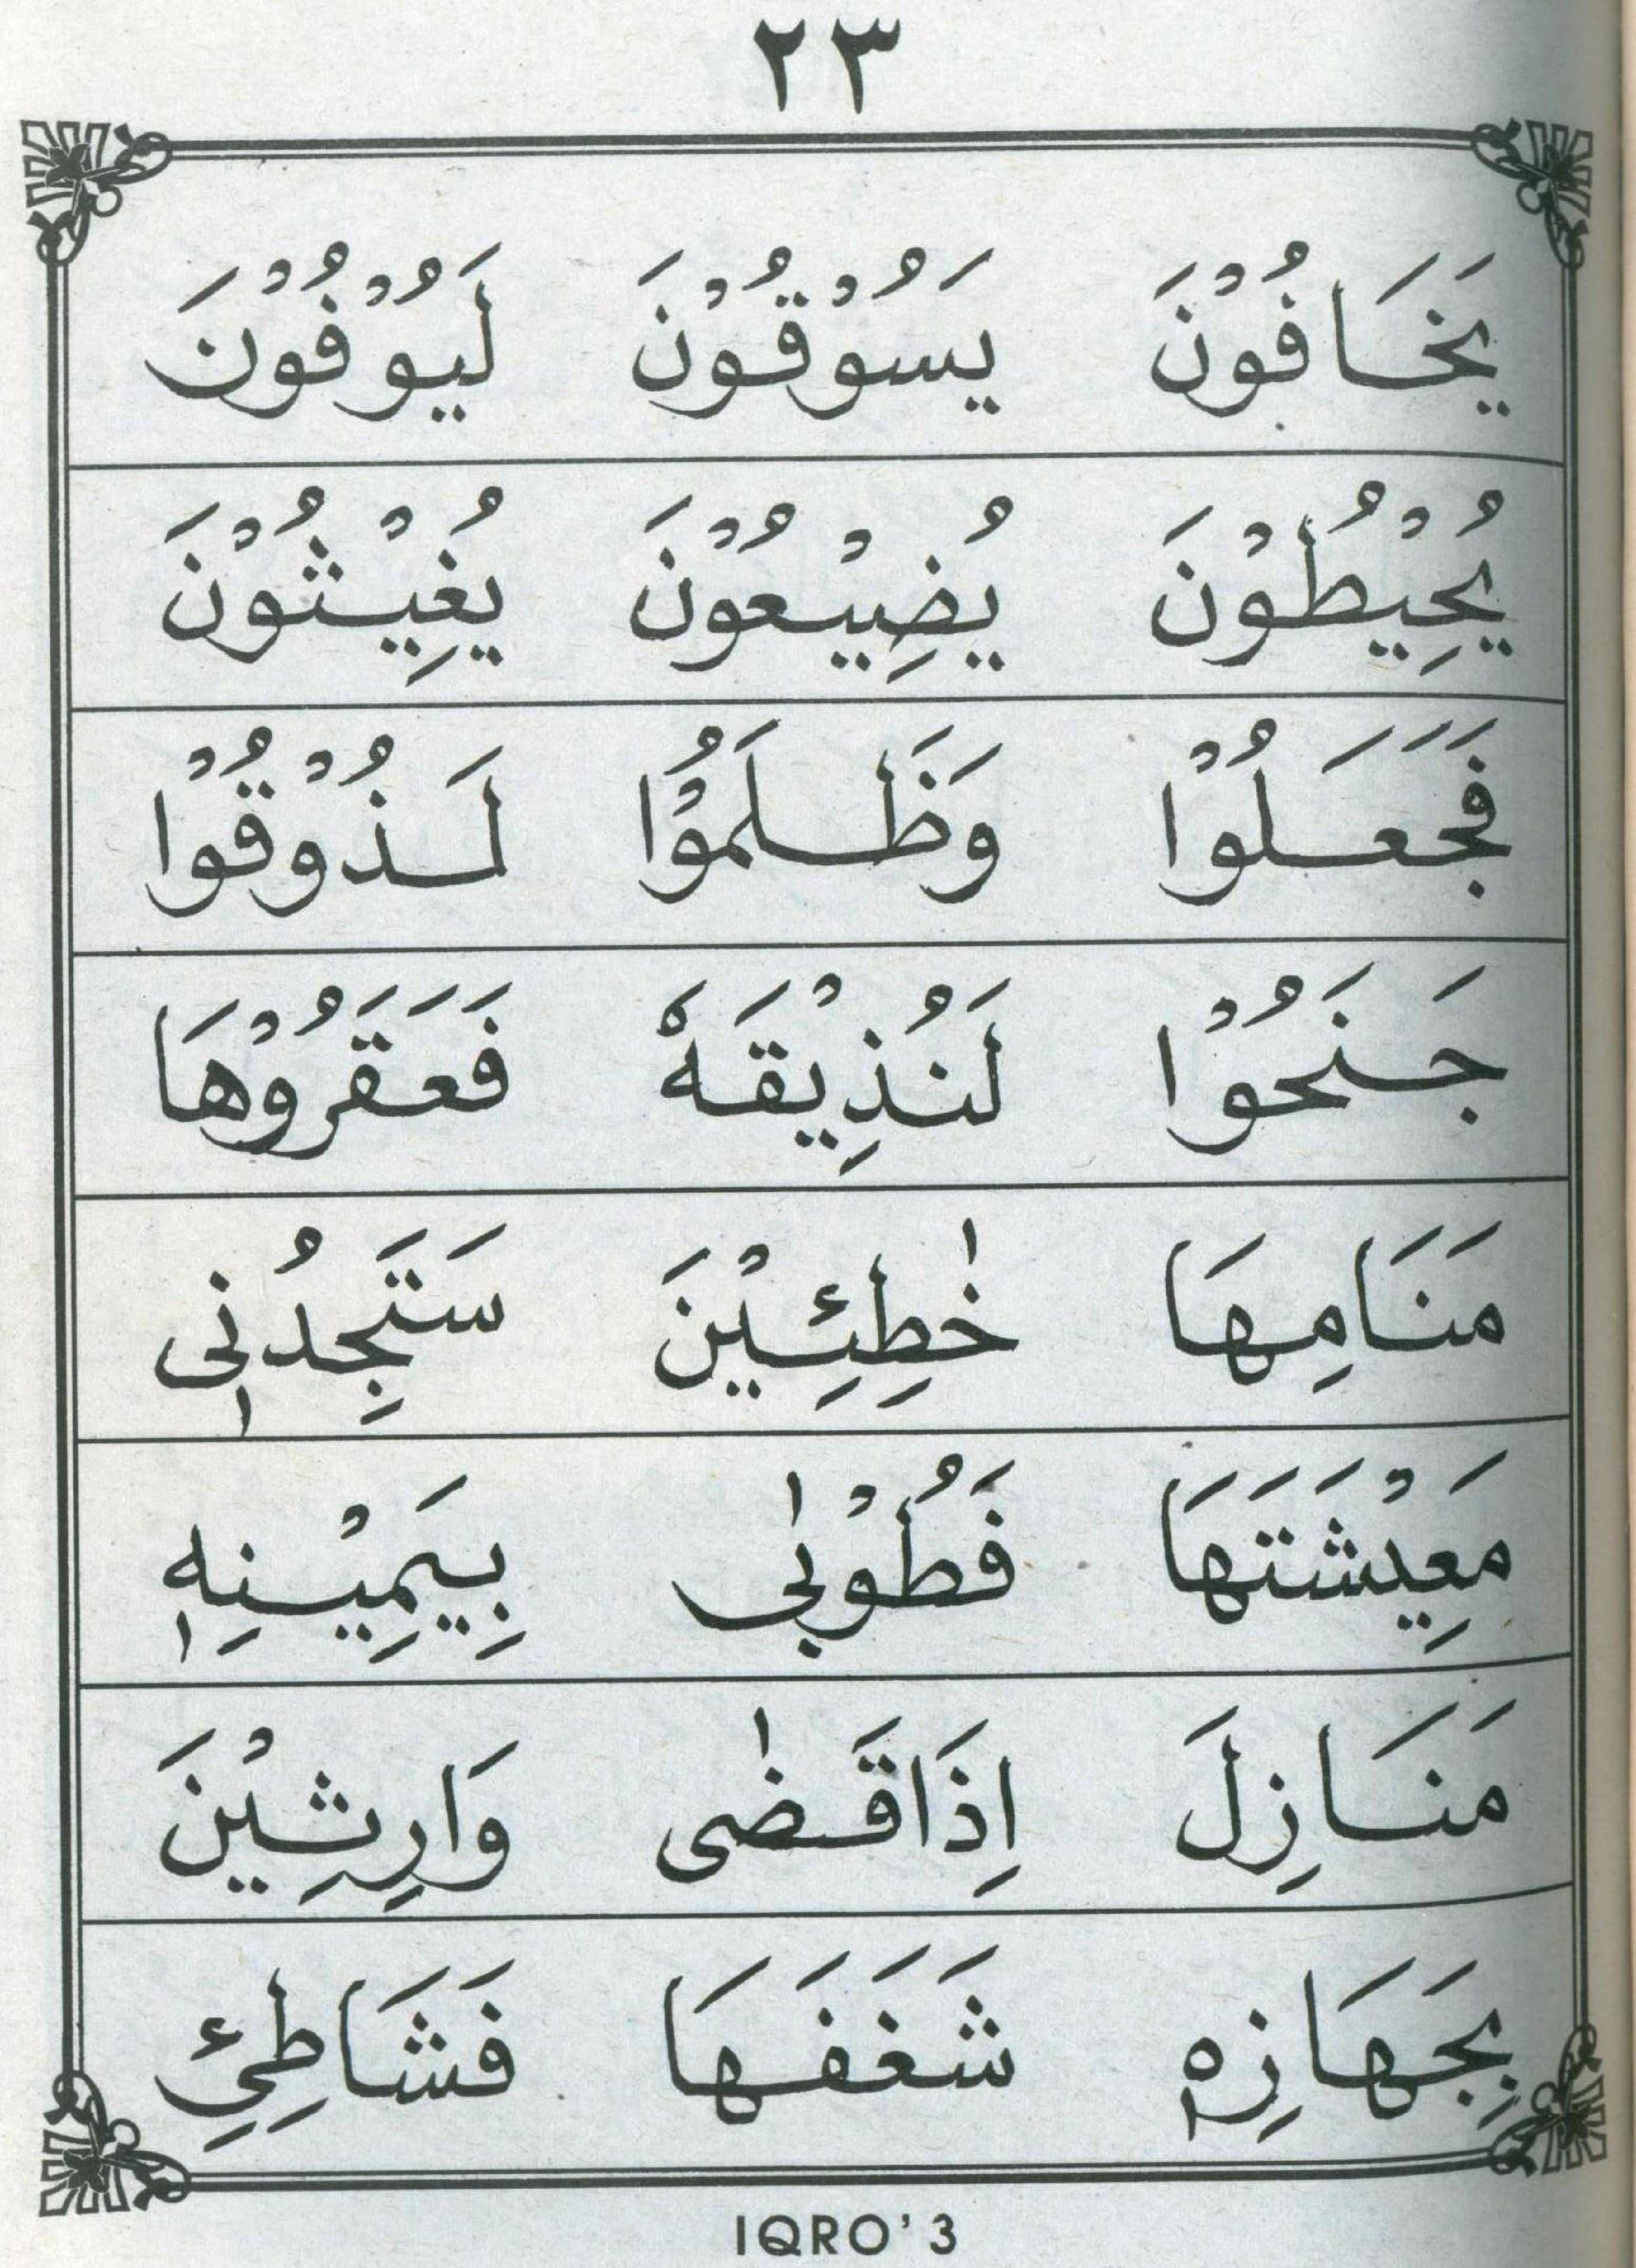 ٢٣
يَخَافُوْنَ يَسُوْقُوْنَ لَيُوْفُوْنَ
يُحِيْطُوْنَ يُضِيْعُوْنَ يُغِيْثُوْنَ
فَجَعَلُوْا وَظَلَمُوْا لَذُوْقُوْا
جَنَحُوْا لَنُذِيْقَهٗ فَعَقَرُوْهَا
مَنَامِهَا خٰطِئِيْنَ سَتَجِدُنِى
مَعِيْشَتَهَا فَطُوْبٰى بِيَمِيْنِهٖ
مَنَازِلَ اِذَاقَضٰى وَارِثِيْنَ
بِجَهَازِهٖ شَغَفَهَا فَشَاطِئِ
IQRO' 3